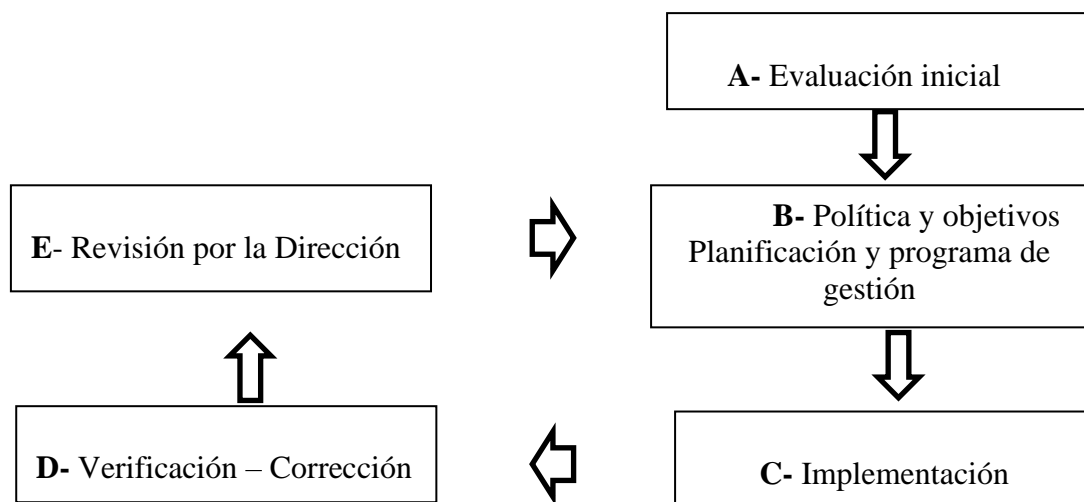 A- Evaluación inicial
E- Revisión por la Dirección
B- Política y objetivos
Planificación y programa de
gestión
D- Verificación – Corrección
C- Implementación